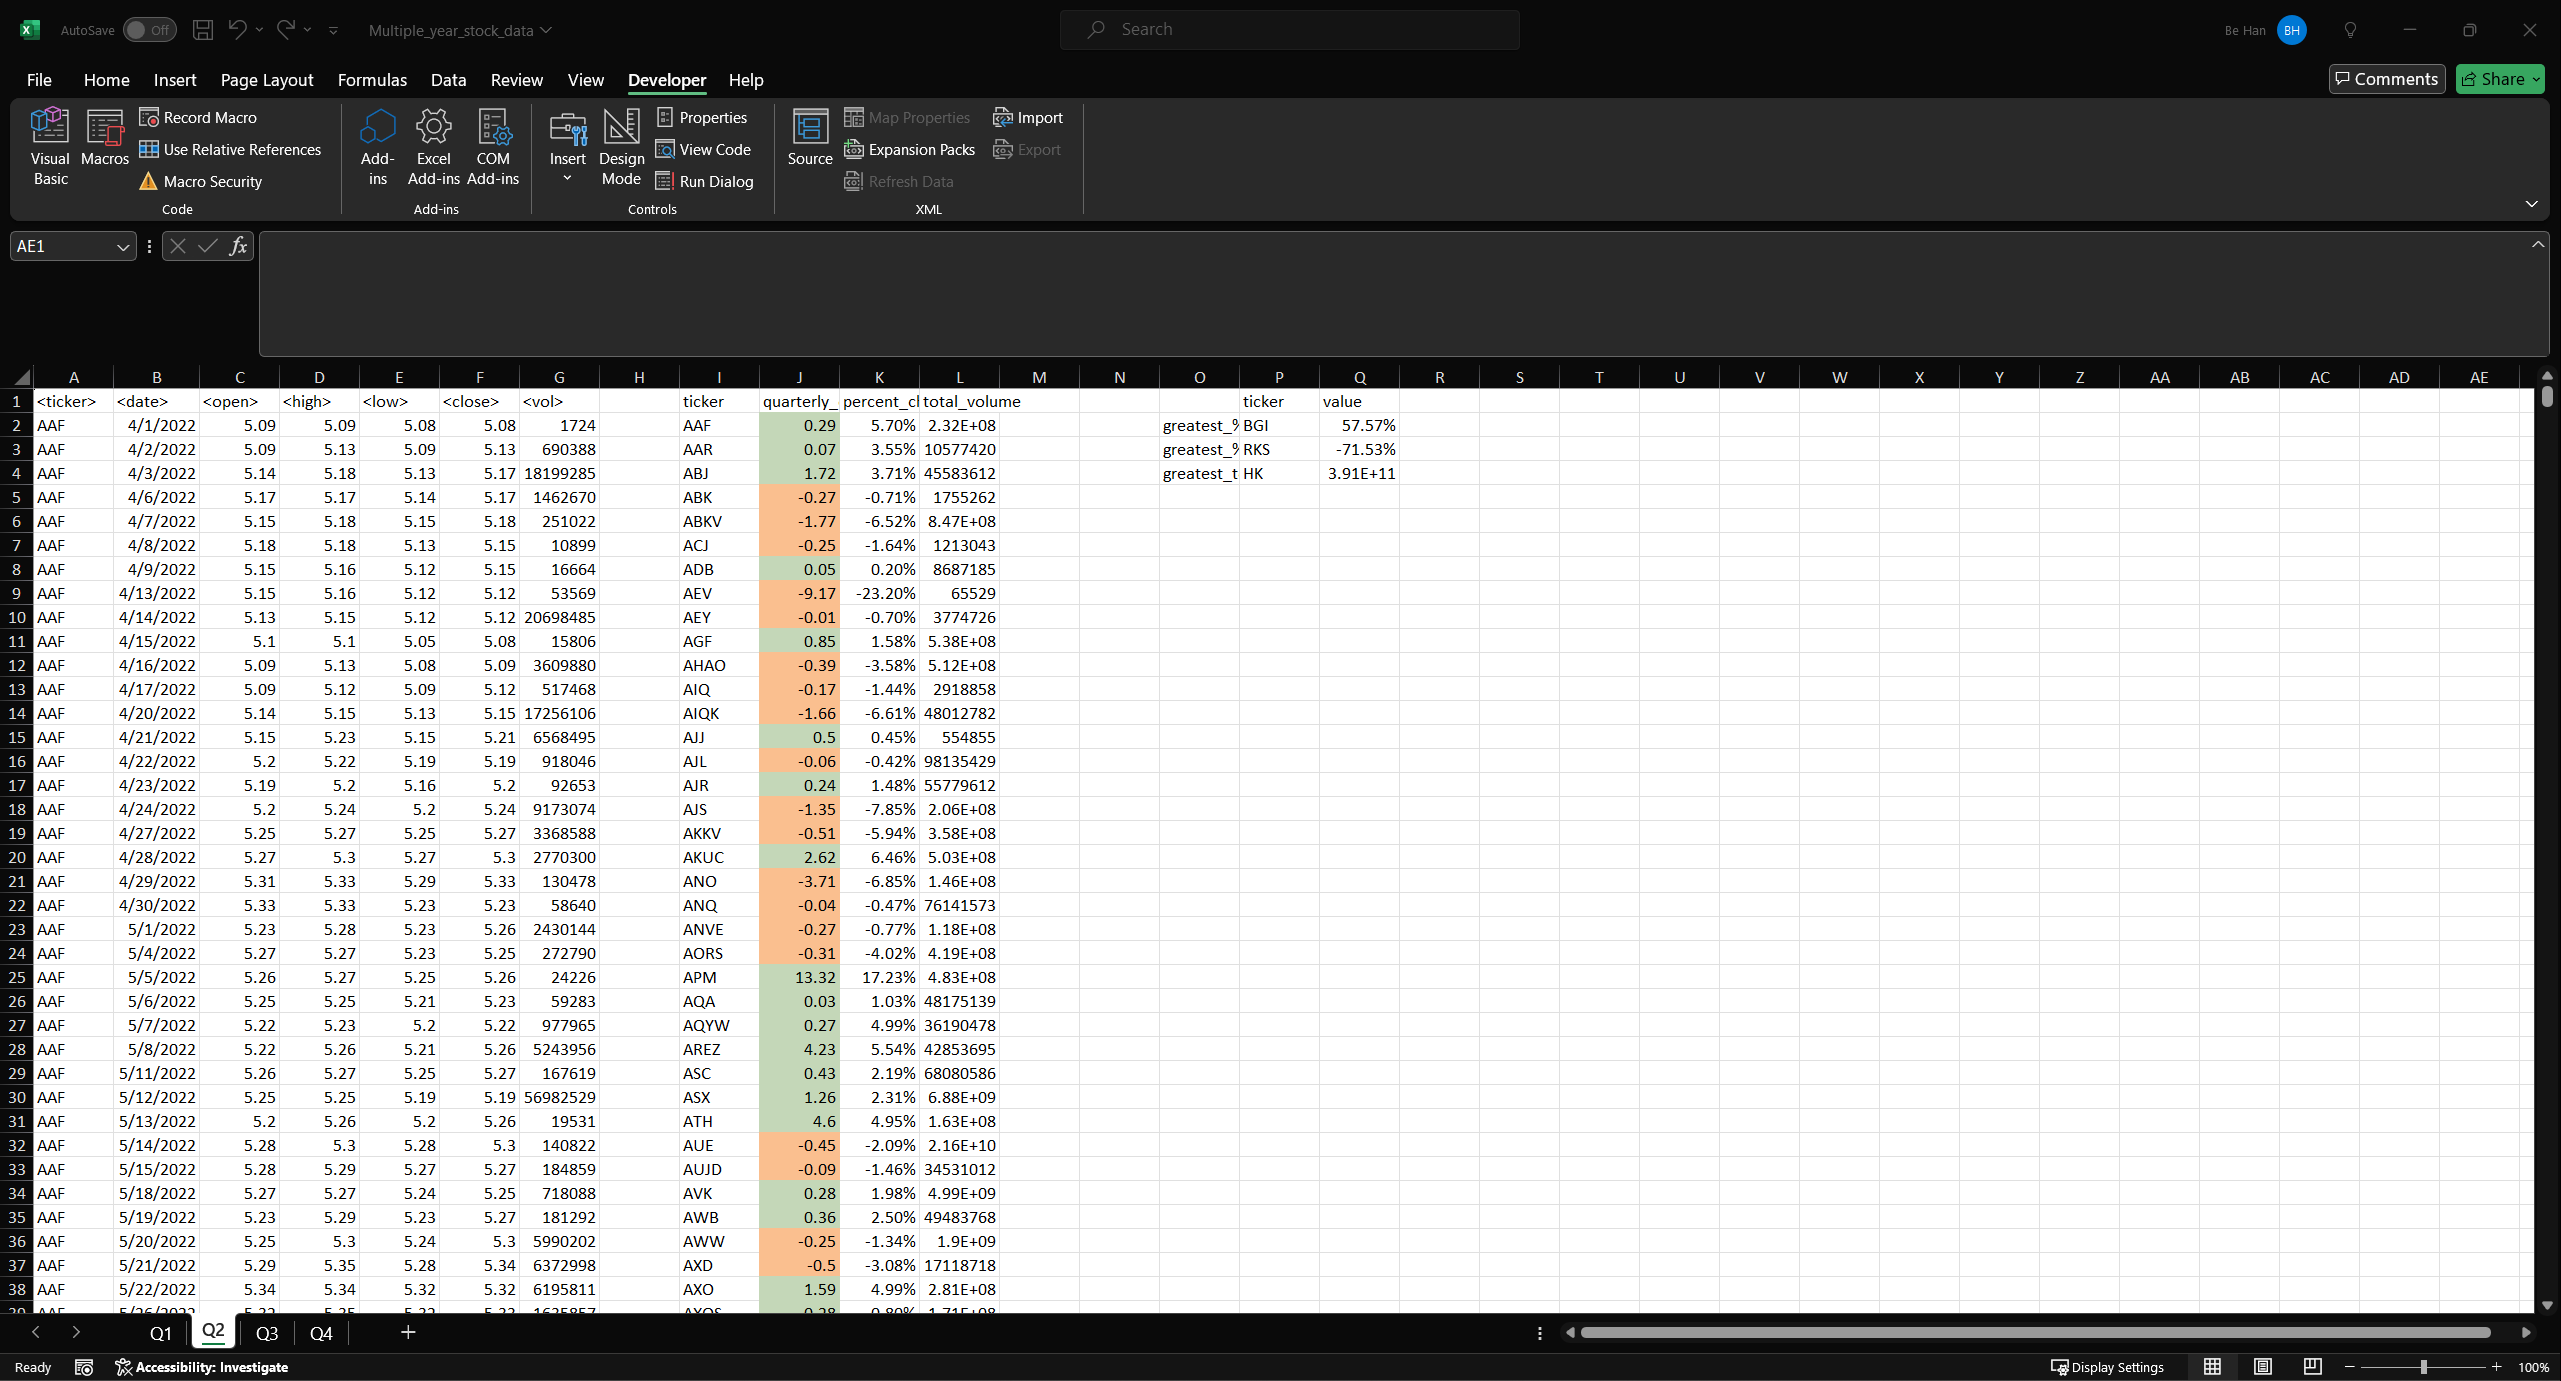 AutoSave Off Multiple_year_stock_data Search Be Han BH
File Home Insert Page Layout Formulas Data Review View Developer Help Comments Share
Visual Basic Macros Record Macro Use Relative References Macro Security Code
Add-ins Excel Add-ins COM Add-ins Add-ins
Insert Design Mode Properties View Code Run Dialog Controls
Source Map Properties Expansion Packs Refresh Data Import Export XML
AE1 fx
A B C D E F G H I J K L M N O P Q R S T U V W X Y Z AA AB AC AD AE
1 <ticker> <date> <open> <high> <low> <close> <vol> ticker quarterly_ percent_cl total_volume ticker value
2 AAF 4/1/2022 5.09 5.09 5.08 5.08 1724 AAF 0.29 5.70% 2.32E+08 greatest_% BGI 57.57%
3 AAF 4/2/2022 5.09 5.13 5.09 5.13 690388 AAR 0.07 3.55% 10577420 greatest_% RKS -71.53%
4 AAF 4/3/2022 5.14 5.18 5.13 5.17 18199285 ABJ 1.72 3.71% 45583612 greatest_t HK 3.91E+11
5 AAF 4/6/2022 5.17 5.17 5.14 5.17 1462670 ABK -0.27 -0.71% 1755262
6 AAF 4/7/2022 5.15 5.18 5.15 5.18 251022 ABKV -1.77 -6.52% 8.47E+08
7 AAF 4/8/2022 5.18 5.18 5.13 5.15 10899 ACJ -0.25 -1.64% 1213043
8 AAF 4/9/2022 5.15 5.16 5.12 5.15 16664 ADB 0.05 0.20% 8687185
9 AAF 4/13/2022 5.15 5.16 5.12 5.12 53569 AEV -9.17 -23.20% 65529
10 AAF 4/14/2022 5.13 5.15 5.12 5.12 20698485 AEY -0.01 -0.70% 3774726
11 AAF 4/15/2022 5.1 5.1 5.05 5.08 15806 AGF 0.85 1.58% 5.38E+08
12 AAF 4/16/2022 5.09 5.13 5.08 5.09 3609880 AHAO -0.39 -3.58% 5.12E+08
13 AAF 4/17/2022 5.09 5.12 5.09 5.12 517468 AIQ -0.17 -1.44% 2918858
14 AAF 4/20/2022 5.14 5.15 5.13 5.15 17256106 AIQK -1.66 -6.61% 48012782
15 AAF 4/21/2022 5.15 5.23 5.15 5.21 6568495 AJJ 0.5 0.45% 554855
16 AAF 4/22/2022 5.2 5.22 5.19 5.19 918046 AJL -0.06 -0.42% 98135429
17 AAF 4/23/2022 5.19 5.2 5.16 5.2 92653 AJR 0.24 1.48% 55779612
18 AAF 4/24/2022 5.2 5.24 5.2 5.24 9173074 AJS -1.35 -7.85% 2.06E+08
19 AAF 4/27/2022 5.25 5.27 5.25 5.27 3368588 AKKV -0.51 -5.94% 3.58E+08
20 AAF 4/28/2022 5.27 5.3 5.27 5.3 2770300 AKUC 2.62 6.46% 5.03E+08
21 AAF 4/29/2022 5.31 5.33 5.29 5.33 130478 ANO -3.71 -6.85% 1.46E+08
22 AAF 4/30/2022 5.33 5.33 5.23 5.23 58640 ANQ -0.04 -0.47% 76141573
23 AAF 5/1/2022 5.23 5.28 5.23 5.26 2430144 ANVE -0.27 -0.77% 1.18E+08
24 AAF 5/4/2022 5.27 5.27 5.23 5.25 272790 AORS -0.31 -4.02% 4.19E+08
25 AAF 5/5/2022 5.26 5.27 5.25 5.26 24226 APM 13.32 17.23% 4.83E+08
26 AAF 5/6/2022 5.25 5.25 5.21 5.23 59283 AQA 0.03 1.03% 48175139
27 AAF 5/7/2022 5.22 5.23 5.2 5.22 977965 AQYW 0.27 4.99% 36190478
28 AAF 5/8/2022 5.22 5.26 5.21 5.26 5243956 AREZ 4.23 5.54% 42853695
29 AAF 5/11/2022 5.26 5.27 5.25 5.27 167619 ASC 0.43 2.19% 68080586
30 AAF 5/12/2022 5.25 5.25 5.19 5.19 56982529 ASX 1.26 2.31% 6.88E+09
31 AAF 5/13/2022 5.2 5.26 5.2 5.26 19531 ATH 4.6 4.95% 1.63E+08
32 AAF 5/14/2022 5.28 5.3 5.28 5.3 140822 AUE -0.45 -2.09% 2.16E+10
33 AAF 5/15/2022 5.28 5.29 5.27 5.27 184859 AUJD -0.09 -1.46% 34531012
34 AAF 5/18/2022 5.27 5.27 5.24 5.25 718088 AVK 0.28 1.98% 4.99E+09
35 AAF 5/19/2022 5.23 5.29 5.23 5.27 181292 AWB 0.36 2.50% 49483768
36 AAF 5/20/2022 5.25 5.3 5.24 5.3 5990202 AWW -0.25 -1.34% 1.9E+09
37 AAF 5/21/2022 5.29 5.35 5.28 5.34 6372998 AXD -0.5 -3.08% 17118718
38 AAF 5/22/2022 5.34 5.34 5.32 5.32 6195811 AXO 1.59 4.99% 2.81E+08
Q1 Q2 Q3 Q4
Ready Accessibility: Investigate Display Settings 100%